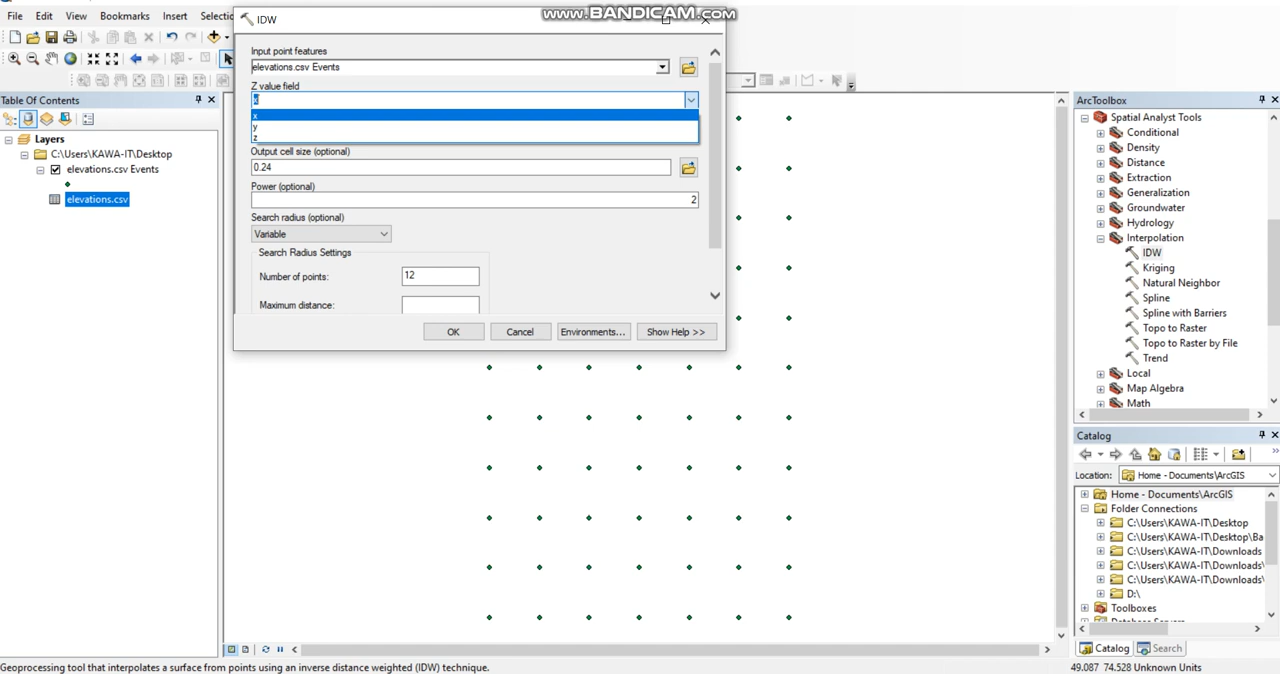 www.BANDICAM.com
File Edit View Bookmarks Insert Selecti
IDW
Input point features
elevations.csv Events
Z value field
x
x
y
z
Output cell size (optional)
0.24
Power (optional)
2
Search radius (optional)
Variable
Search Radius Settings
Number of points:
12
Maximum distance:
OK Cancel Environments... Show Help >>
Table Of Contents
Layers
C:\Users\KAWA-IT\Desktop
elevations.csv Events
elevations.csv
ArcToolbox
Spatial Analyst Tools
Conditional
Density
Distance
Extraction
Generalization
Groundwater
Hydrology
Interpolation
IDW
Kriging
Natural Neighbor
Spline
Spline with Barriers
Topo to Raster
Topo to Raster by File
Trend
Local
Map Algebra
Math
Catalog
Location: Home - Documents\ArcGIS
Home - Documents\ArcGIS
Folder Connections
C:\Users\KAWA-IT\Desktop
C:\Users\KAWA-IT\Desktop\Ba
C:\Users\KAWA-IT\Downloads
C:\Users\KAWA-IT\Downloads\
C:\Users\KAWA-IT\Downloads\
D:\
Toolboxes
Catalog Search
Geoprocessing tool that interpolates a surface from points using an inverse distance weighted (IDW) technique.
49.087 74.528 Unknown Units